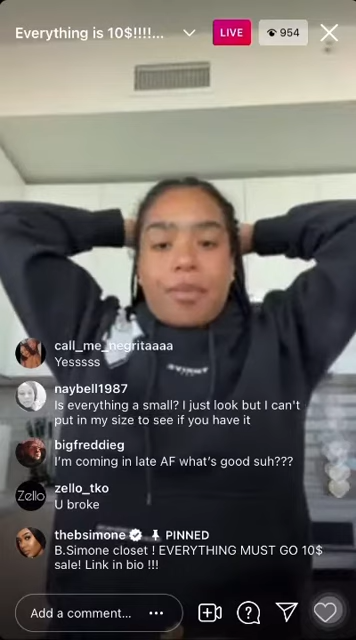 Everything is 10$!!!!...
LIVE
954
call_me_negritaaaa
Yesssss
naybell1987
Is everything a small? I just look but I can't
put in my size to see if you have it
bigfreddieg
I'm coming in late AF what's good suh???
Zello
zello_tko
U broke
thebsimone PINNED
B.Simone closet ! EVERYTHING MUST GO 10$
sale! Link in bio !!!
Add a comment...